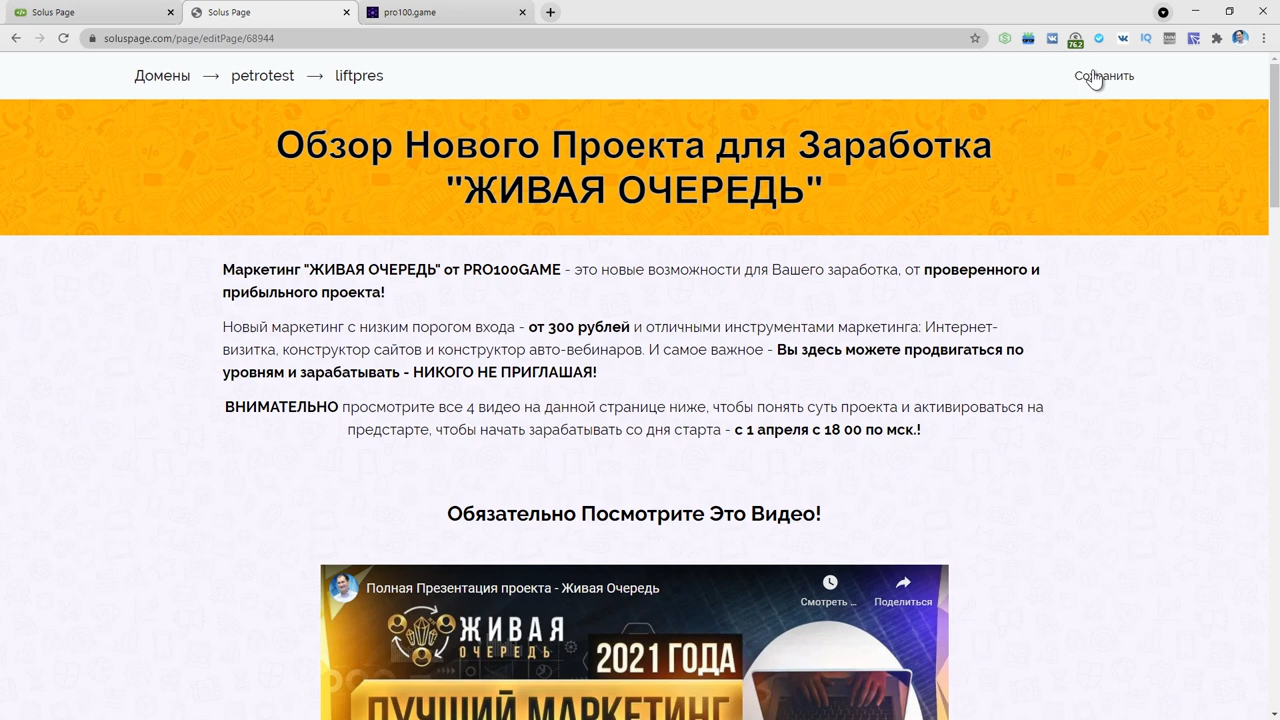 Solus Page
Solus Page
pro100.game
soluspage.com/page/editPage/68944
76.2
Домены → petrotest → liftpres
Сохранить
Обзор Нового Проекта для Заработка
"ЖИВАЯ ОЧЕРЕДЬ"
Маркетинг "ЖИВАЯ ОЧЕРЕДЬ" от PRO100GAME - это новые возможности для Вашего заработка, от проверенного и
прибыльного проекта!
Новый маркетинг с низким порогом входа - от 300 рублей и отличными инструментами маркетинга: Интернет-
визитка, конструктор сайтов и конструктор авто-вебинаров. И самое важное - Вы здесь можете продвигаться по
уровням и зарабатывать - НИКОГО НЕ ПРИГЛАШАЯ!
ВНИМАТЕЛЬНО просмотрите все 4 видео на данной странице ниже, чтобы понять суть проекта и активироваться на
предстарте, чтобы начать зарабатывать со дня старта - с 1 апреля с 18 00 по мск.!
Обязательно Посмотрите Это Видео!
Полная Презентация проекта - Живая Очередь
Смотреть ...
Поделиться
ЖИВАЯ
ОЧЕРЕДЬ
2021 ГОДА
ЛУЧШИЙ МАРКЕТИНГ